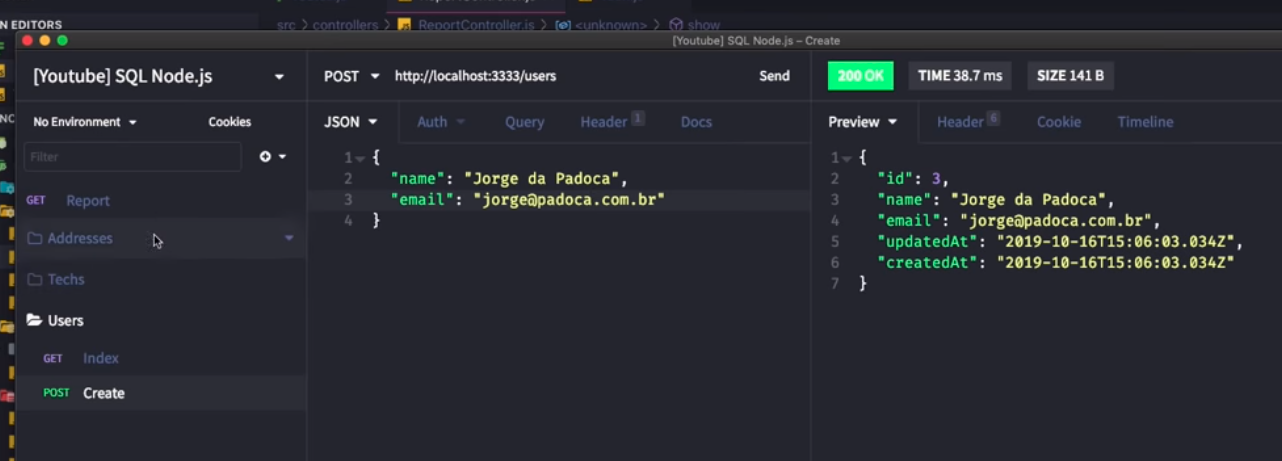 N EDITORS
src > controllers > ReportController.js > <unknown> > show
[Youtube] SQL Node.js – Create
[Youtube] SQL Node.js
POST http://localhost:3333/users Send
200 OK TIME 38.7 ms SIZE 141 B
No Environment Cookies
JSON Auth Query Header 1 Docs
Preview Header 6 Cookie Timeline
Filter
GET Report
Addresses
Techs
Users
GET Index
POST Create
1 {
2 "name": "Jorge da Padoca",
3 "email": "jorge@padoca.com.br"
4 }
1 {
2 "id": 3,
3 "name": "Jorge da Padoca",
4 "email": "jorge@padoca.com.br",
5 "updatedAt": "2019-10-16T15:06:03.034Z",
6 "createdAt": "2019-10-16T15:06:03.034Z"
7 }